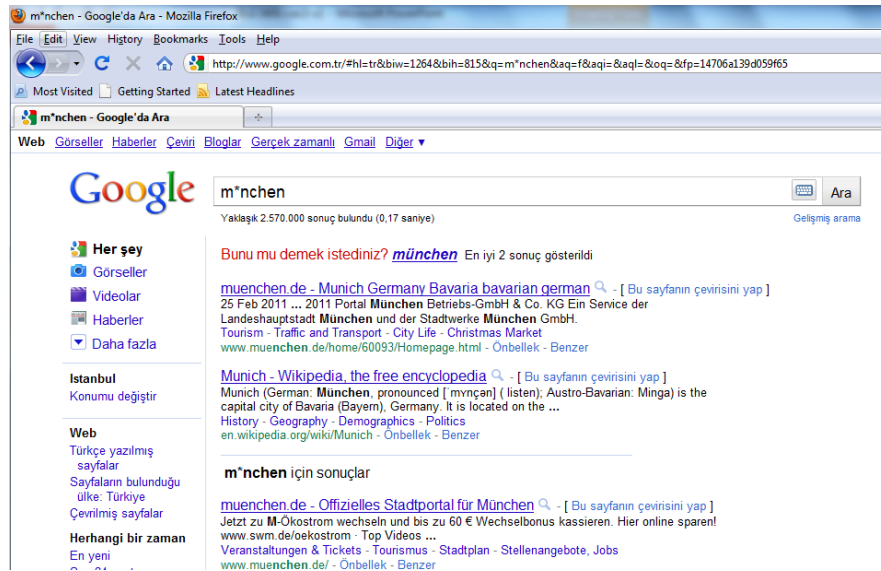 m*nchen - Google'da Ara - Mozilla Firefox
File Edit View History Bookmarks Tools Help
http://www.google.com.tr/#hl=tr&biw=1264&bih=815&q=m*nchen&aq=f&aqi=&aql=&oq=&fp=14706a139d059f65
Most Visited Getting Started Latest Headlines
m*nchen - Google'da Ara
Web Görseller Haberler Çeviri Bloglar Gerçek zamanlı Gmail Diğer ▼
Google
m*nchen Ara
Yaklaşık 2.570.000 sonuç bulundu (0,17 saniye) Gelişmiş arama
Her şey
Görseller
Videolar
Haberler
Daha fazla
Istanbul
Konumu değiştir
Web
Türkçe yazılmış
sayfalar
Sayfaların bulunduğu
ülke: Türkiye
Çevrilmiş sayfalar
Herhangi bir zaman
En yeni
Bunu mu demek istediniz? münchen En iyi 2 sonuç gösterildi
muenchen.de - Munich Germany Bavaria bavarian german - [ Bu sayfanın çevirisini yap ]
25 Feb 2011 ... 2011 Portal München Betriebs-GmbH & Co. KG Ein Service der
Landeshauptstadt München und der Stadtwerke München GmbH.
Tourism - Traffic and Transport - City Life - Christmas Market
www.muenchen.de/home/60093/Homepage.html - Önbellek - Benzer
Munich - Wikipedia, the free encyclopedia - [ Bu sayfanın çevirisini yap ]
Munich (German: München, pronounced [ˈmʏnçən] ( listen); Austro-Bavarian: Minga) is the
capital city of Bavaria (Bayern), Germany. It is located on the ...
History - Geography - Demographics - Politics
en.wikipedia.org/wiki/Munich - Önbellek - Benzer
m*nchen için sonuçlar
muenchen.de - Offizielles Stadtportal für München - [ Bu sayfanın çevirisini yap ]
Jetzt zu M-Ökostrom wechseln und bis zu 60 € Wechselbonus kassieren. Hier online sparen!
www.swm.de/oekostrom · Top Videos ...
Veranstaltungen & Tickets - Tourismus - Stadtplan - Stellenangebote, Jobs
www.muenchen.de/ - Önbellek - Benzer